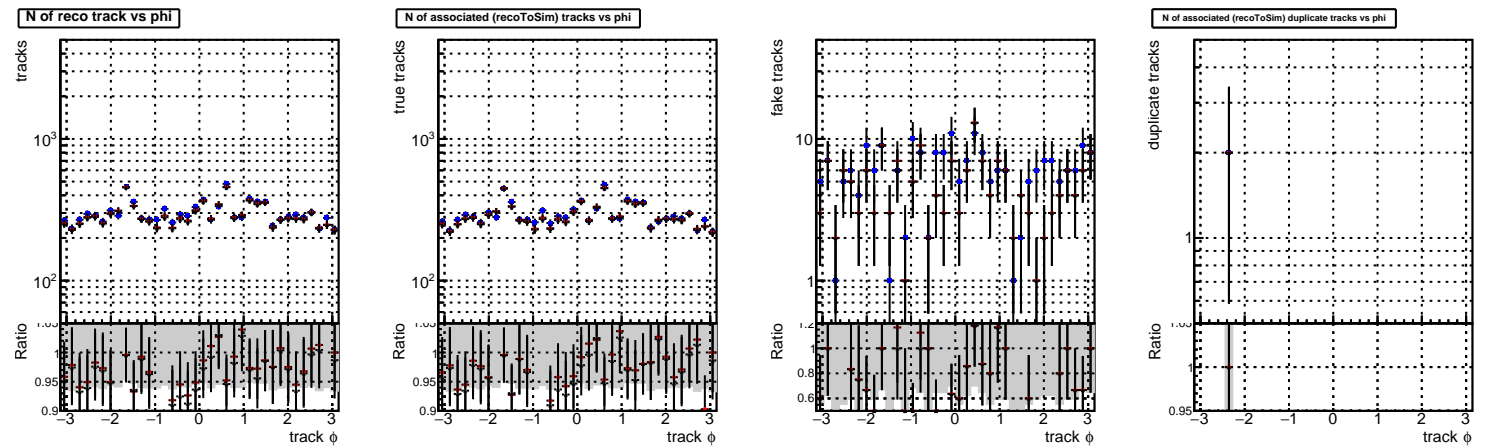 N of reco track vs phi
tracks
10³
10²
Ratio
1
0.95
0.9
−3 −2 −1 0 1 2 3
track ϕ
N of associated (recoToSim) tracks vs phi
true tracks
10³
10²
Ratio
1
0.95
0.9
−3 −2 −1 0 1 2 3
track ϕ
fake tracks
10
1
Ratio
1.2
1
0.8
0.6
−3 −2 −1 0 1 2 3
track ϕ
N of associated (recoToSim) duplicate tracks vs phi
duplicate tracks
1
Ratio
1
0.95
−3 −2 −1 0 1 2 3
track ϕ